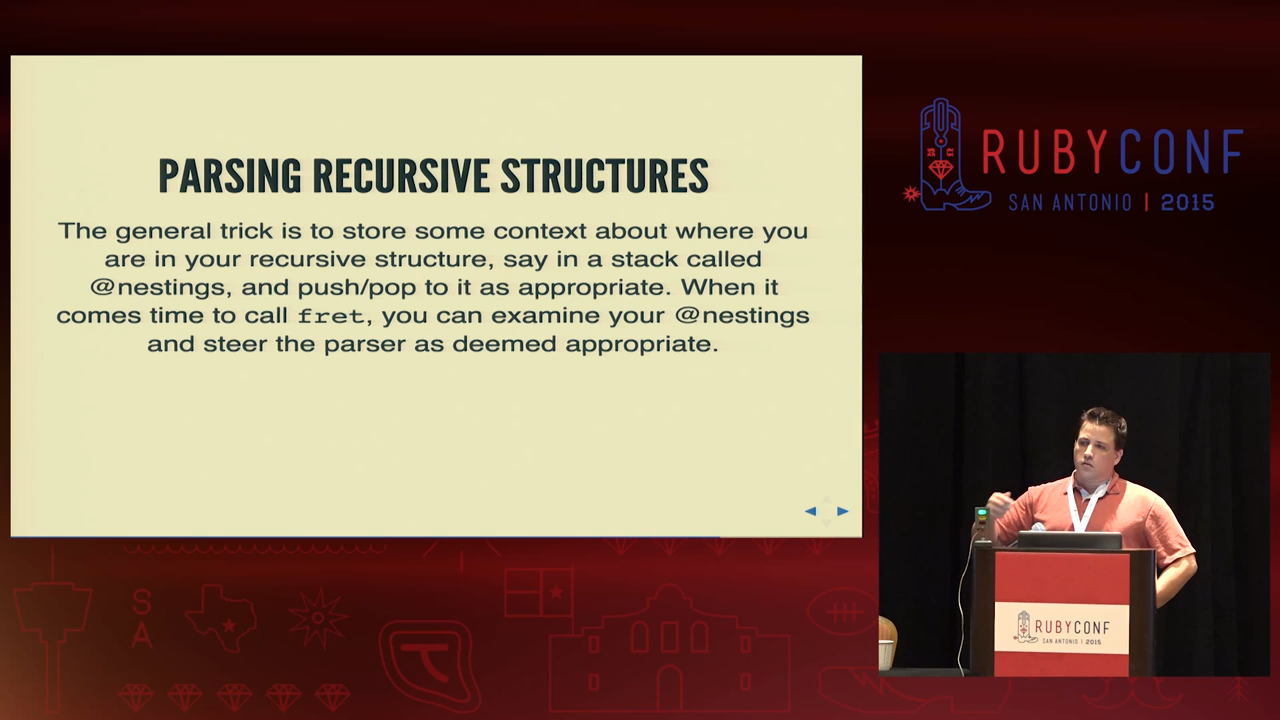 PARSING RECURSIVE STRUCTURES
The general trick is to store some context about where you
are in your recursive structure, say in a stack called
@nestings, and push/pop to it as appropriate. When it
comes time to call fret, you can examine your @nestings
and steer the parser as deemed appropriate.
RUBYCONF
SAN ANTONIO | 2015
RUBYCONF
SAN ANTONIO | 2015
S
A